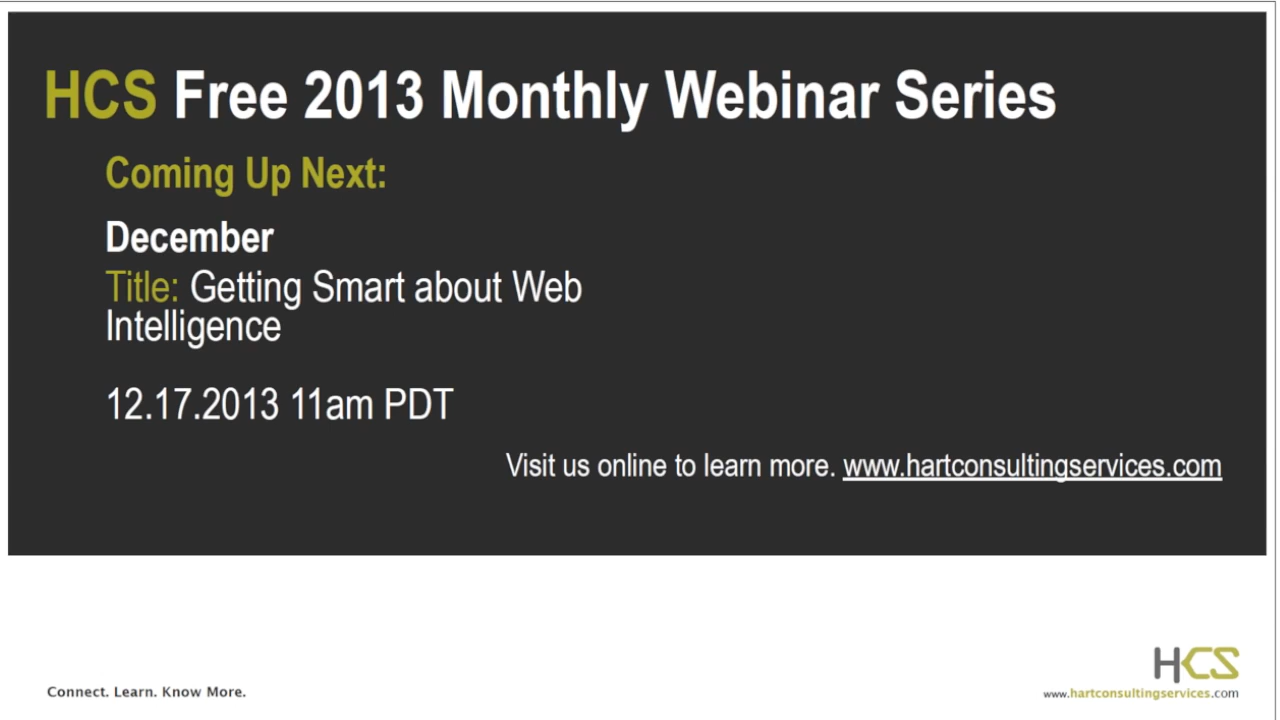 HCS Free 2013 Monthly Webinar Series
Coming Up Next:
December
Title: Getting Smart about Web
Intelligence
12.17.2013 11am PDT
Visit us online to learn more. www.hartconsultingservices.com
HCS
Connect. Learn. Know More.
www.hartconsultingservices.com